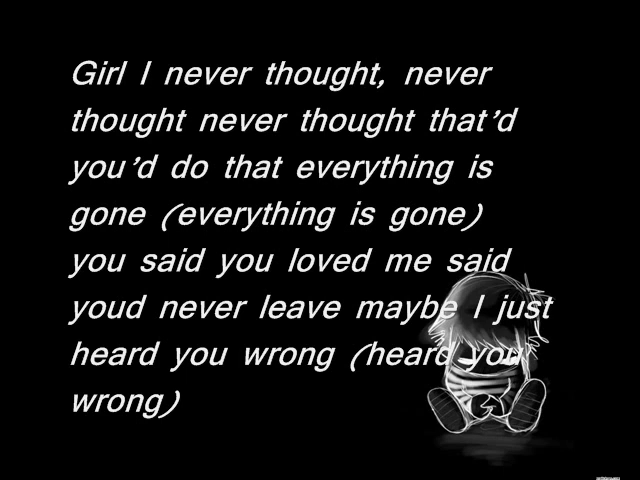 Girl I never thought, never
thought never thought that'd
you'd do that everything is
gone (everything is gone)
you said you loved me said
youd never leave maybe I just
heard you wrong (heard you
wrong)